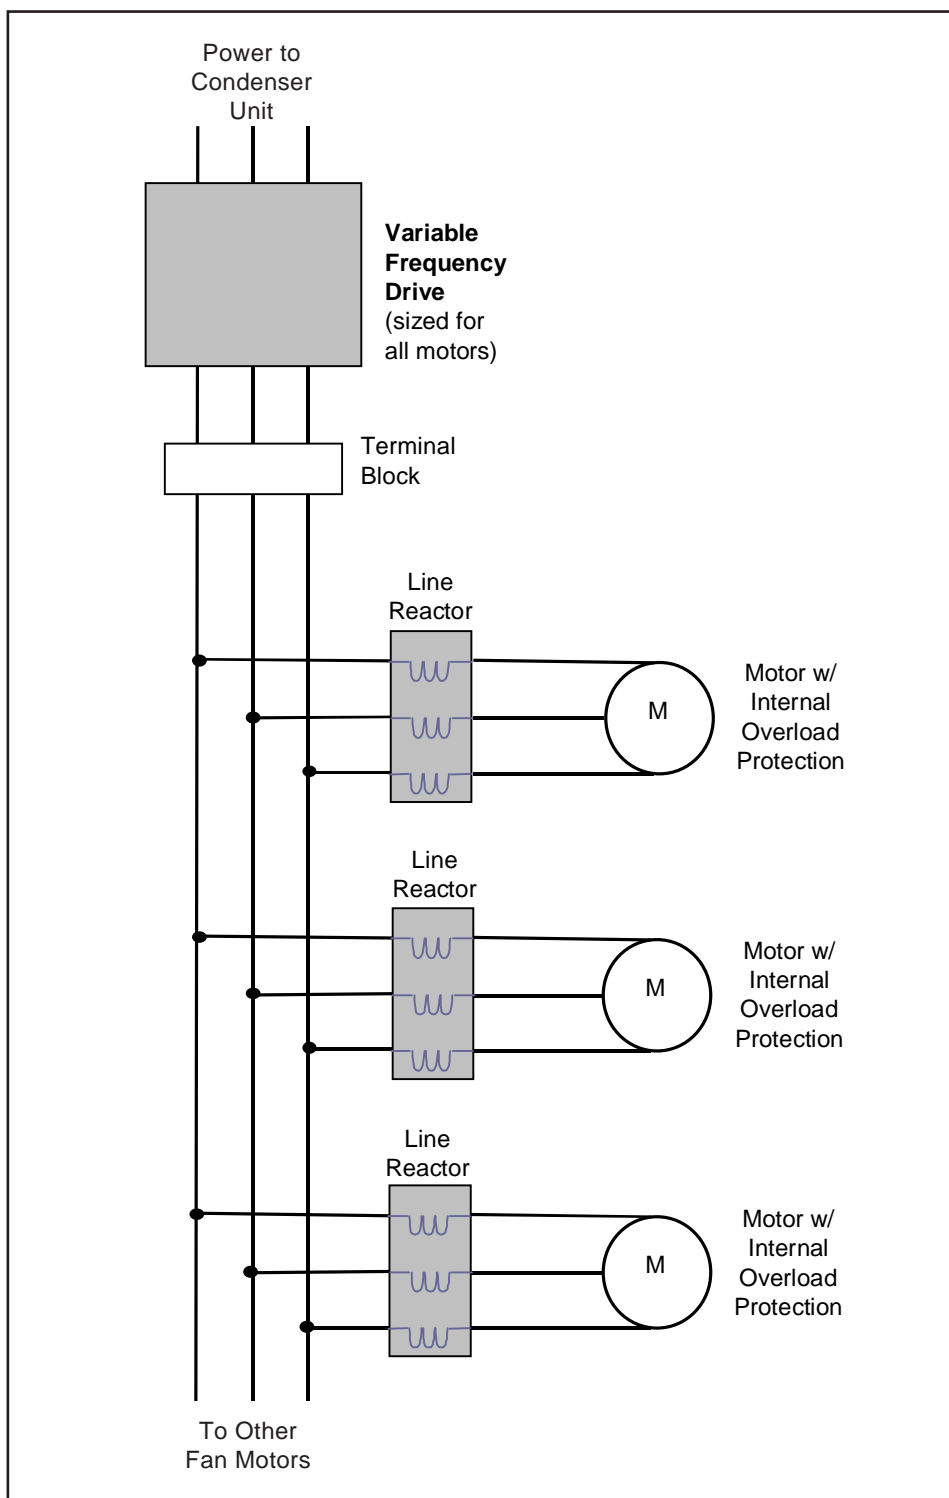 Power to
Condenser
Unit
Variable
Frequency
Drive
(sized for
all motors)
Terminal
Block
Line
Reactor
M
Motor w/
Internal
Overload
Protection
Line
Reactor
M
Motor w/
Internal
Overload
Protection
Line
Reactor
M
Motor w/
Internal
Overload
Protection
To Other
Fan Motors